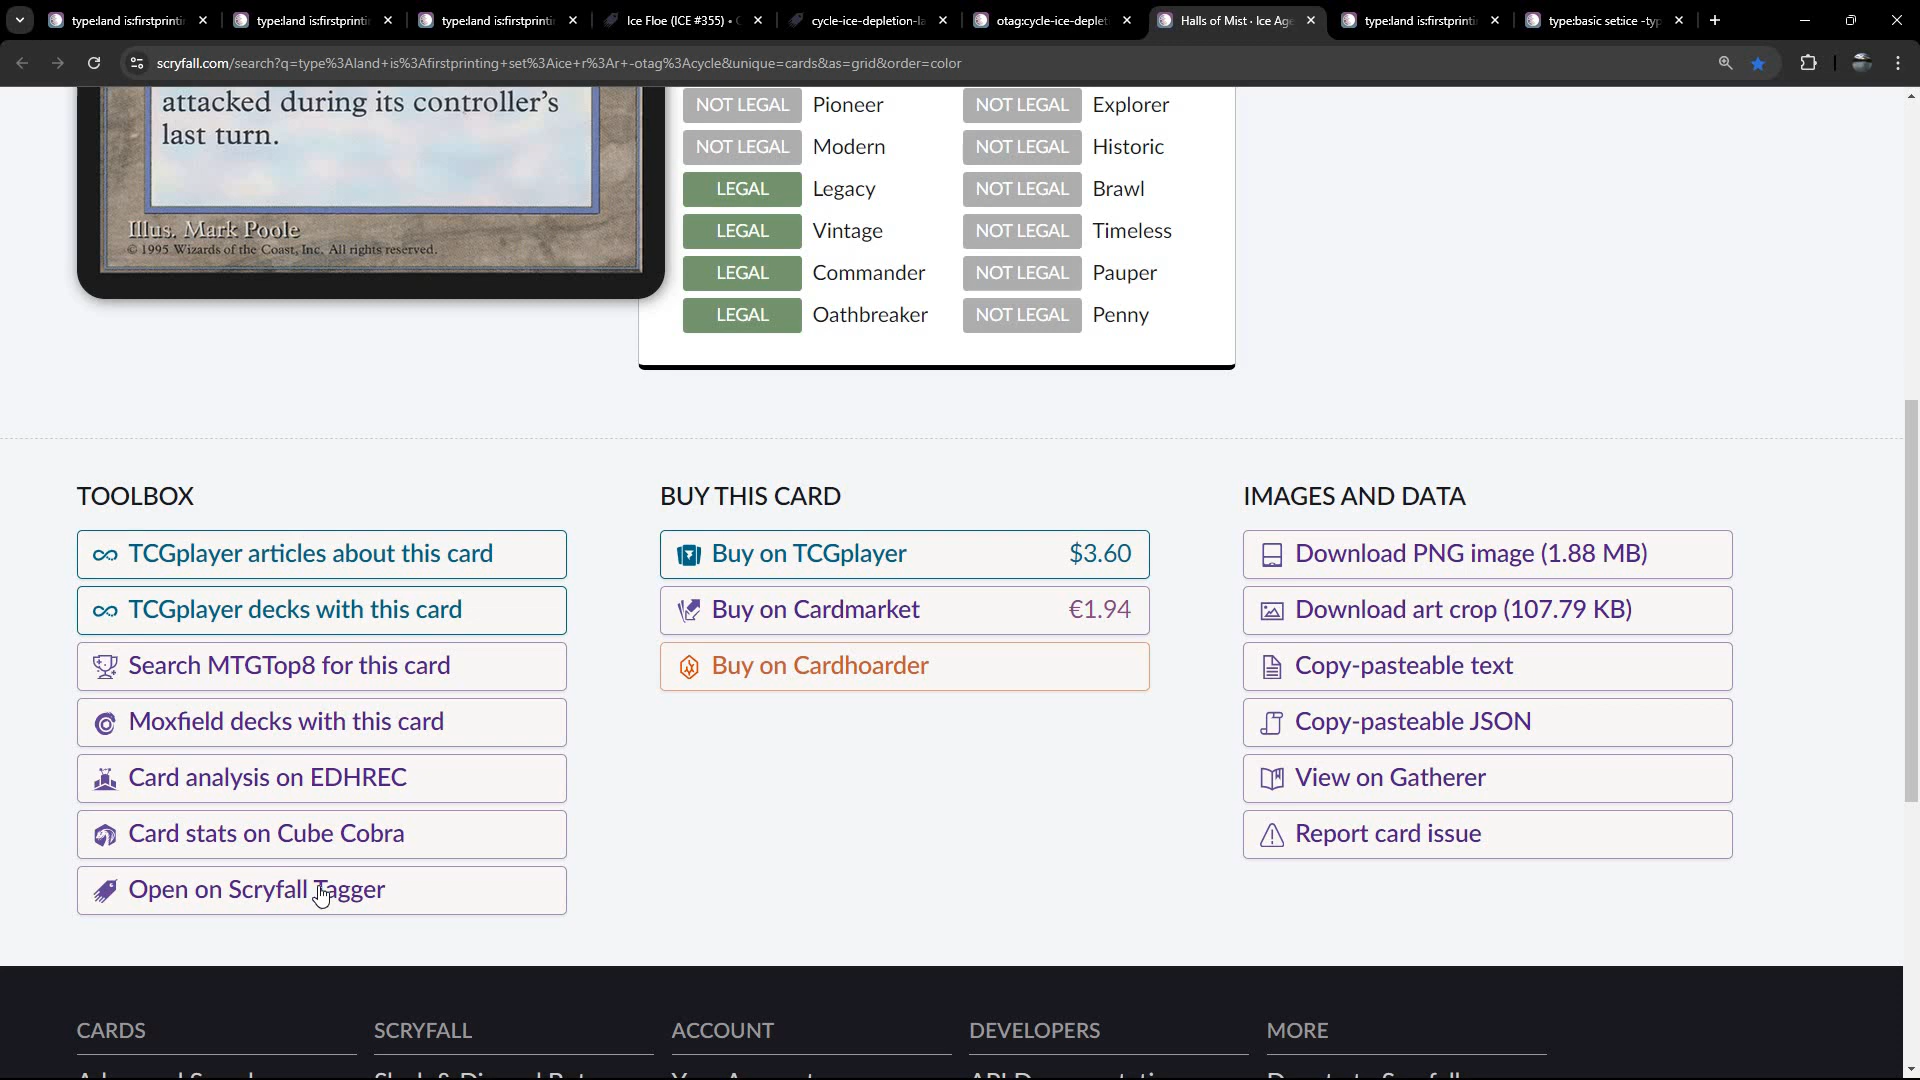 type:land is:firstprintin
type:land is:firstprintin
type:land is:firstprintin
Ice Floe (ICE #355) •
cycle-ice-depletion-la
otag:cycle-ice-deplet
Halls of Mist · Ice Age
type:land is:firstprintin
type:basic set:ice -typ
scryfall.com/search?q=type%3Aland+is%3Afirstprinting+set%3Aice+r%3Ar+-otag%3Acycle&unique=cards&as=grid&order=color
attacked during its controller's
last turn.
Illus. Mark Poole
© 1995 Wizards of the Coast, Inc. All rights reserved.
NOT LEGAL Pioneer NOT LEGAL Explorer
NOT LEGAL Modern NOT LEGAL Historic
LEGAL Legacy NOT LEGAL Brawl
LEGAL Vintage NOT LEGAL Timeless
LEGAL Commander NOT LEGAL Pauper
LEGAL Oathbreaker NOT LEGAL Penny
TOOLBOX
TCGplayer articles about this card
TCGplayer decks with this card
Search MTGTop8 for this card
Moxfield decks with this card
Card analysis on EDHREC
Card stats on Cube Cobra
Open on Scryfall Tagger
BUY THIS CARD
Buy on TCGplayer $3.60
Buy on Cardmarket €1.94
Buy on Cardhoarder
IMAGES AND DATA
Download PNG image (1.88 MB)
Download art crop (107.79 KB)
Copy-pasteable text
Copy-pasteable JSON
View on Gatherer
Report card issue
CARDS
SCRYFALL
ACCOUNT
DEVELOPERS
MORE